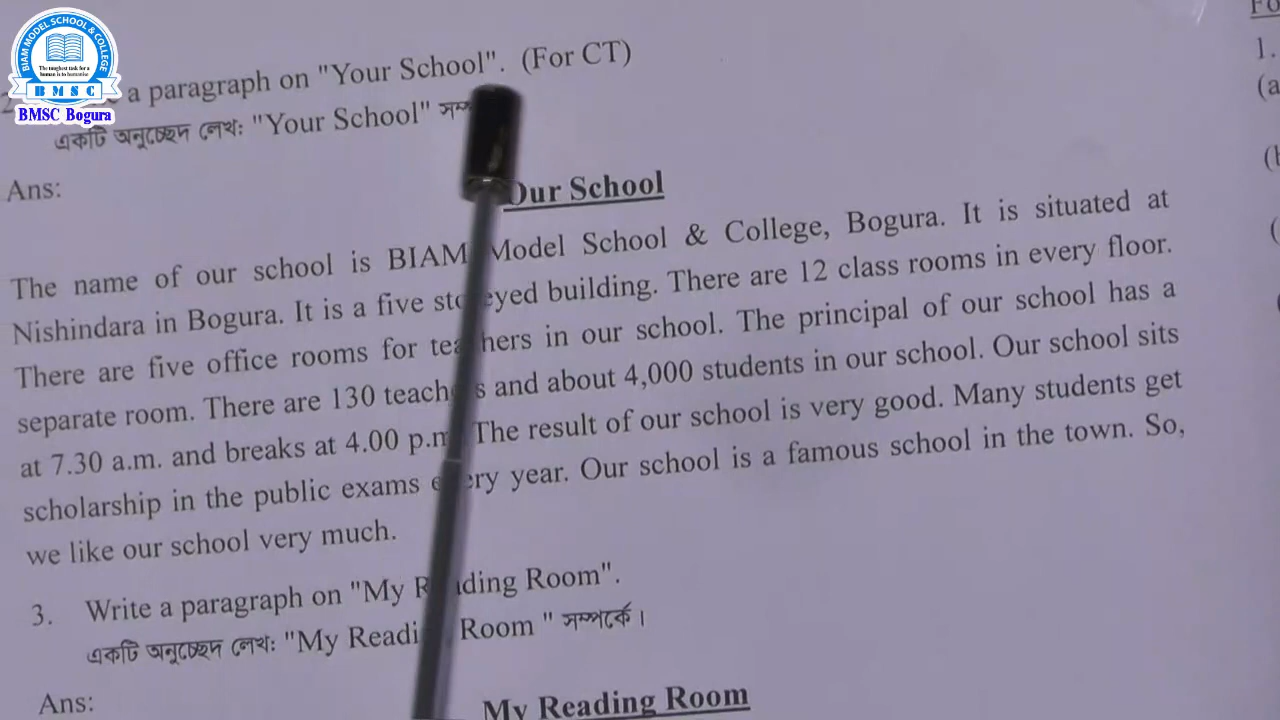 BIAM MODEL SCHOOL & COLLEGE
The toughest task for a
human is to humanise
BMSC
BMSC Bogura
a paragraph on "Your School". (For CT)
একটি অনুচ্ছেদ লেখ: "Your School"
Ans:
Our School
The name of our school is BIAM Model School & College, Bogura. It is situated at
Nishindara in Bogura. It is a five storeyed building. There are 12 class rooms in every floor.
There are five office rooms for teachers in our school. The principal of our school has a
separate room. There are 130 teachers and about 4,000 students in our school. Our school sits
at 7.30 a.m. and breaks at 4.00 p.m. The result of our school is very good. Many students get
scholarship in the public exams every year. Our school is a famous school in the town. So,
we like our school very much.
3. Write a paragraph on "My Reading Room".
একটি অনুচ্ছেদ লেখ: "My Reading Room " সম্পর্কে।
Ans:
My Reading Room
1.
(a
(b